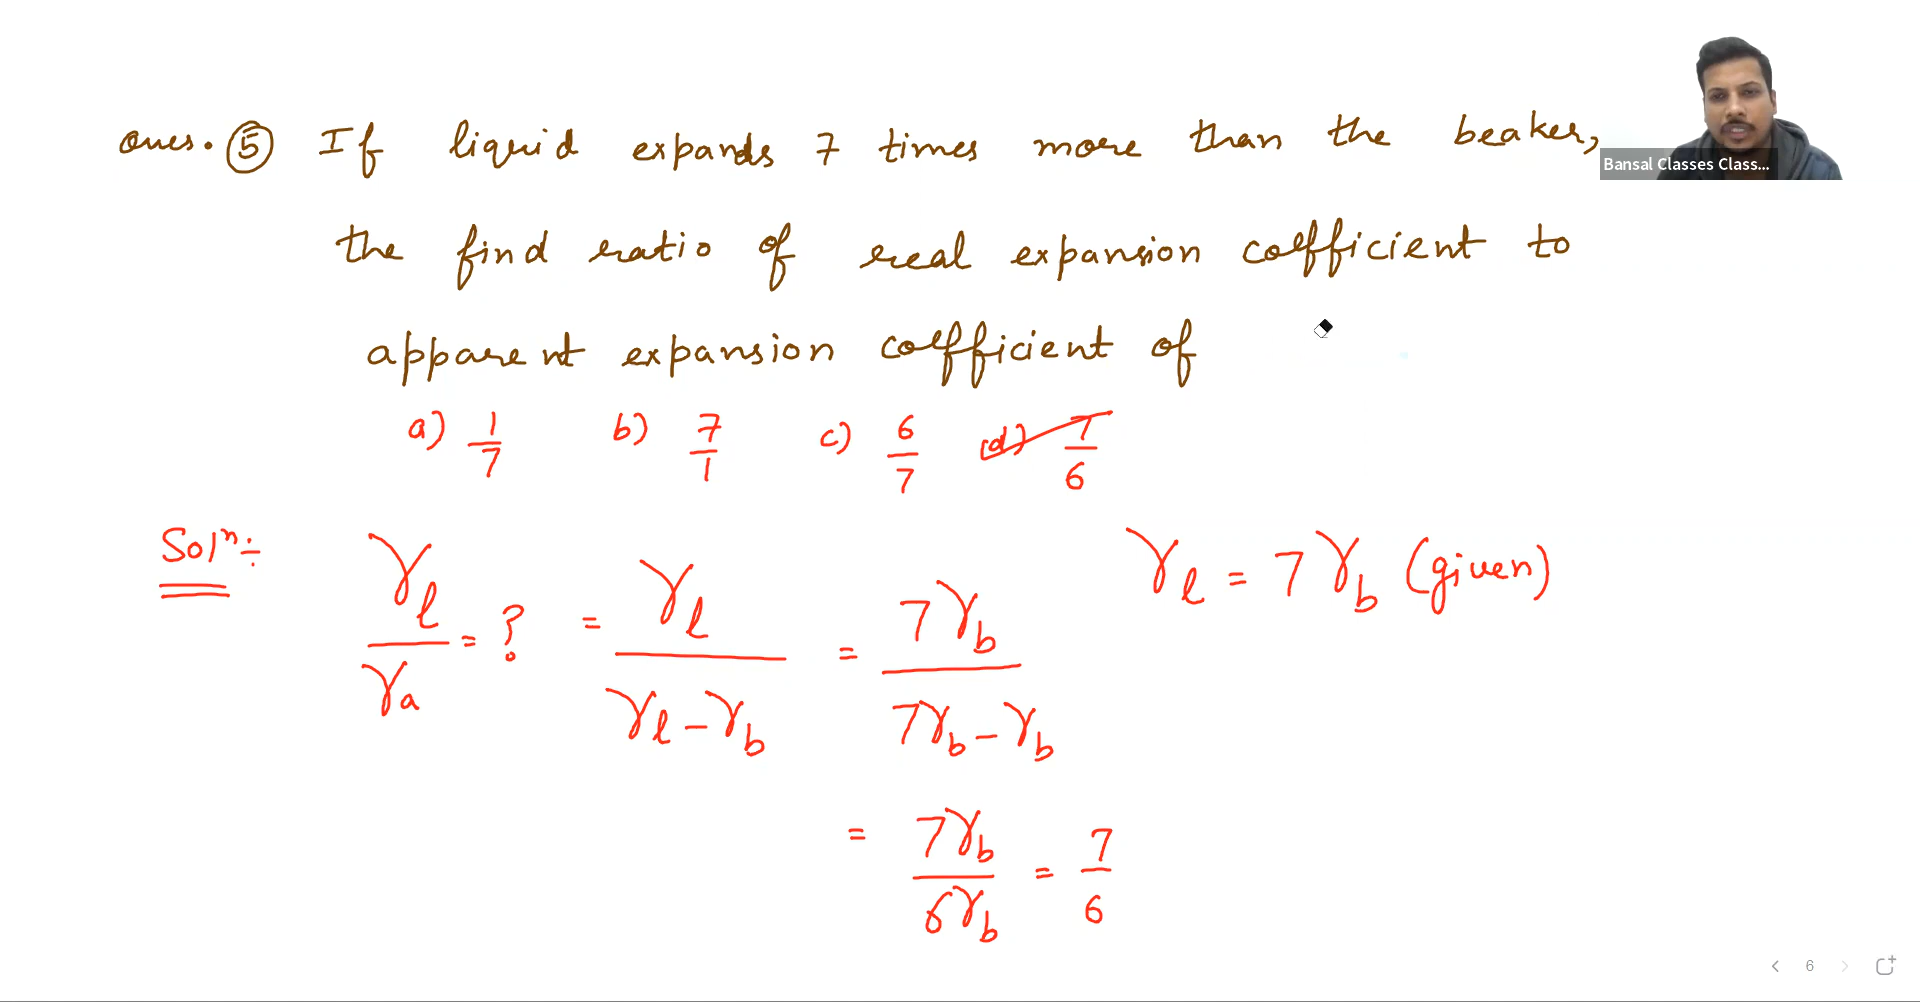 Ques. ⑤ If liquid expands 7 times more than the beaker,
Bansal Classes Class...
the find ratio of real expansion coefficient to
apparent expansion coefficient of
a) 1/7 b) 7/1 c) 6/7 (d) 7/6
Solⁿ:-
γl = 7γb (given)
γl/γa = ? = γl/(γl - γb) = 7γb/(7γb - γb)
= 7γb/6γb = 7/6
6